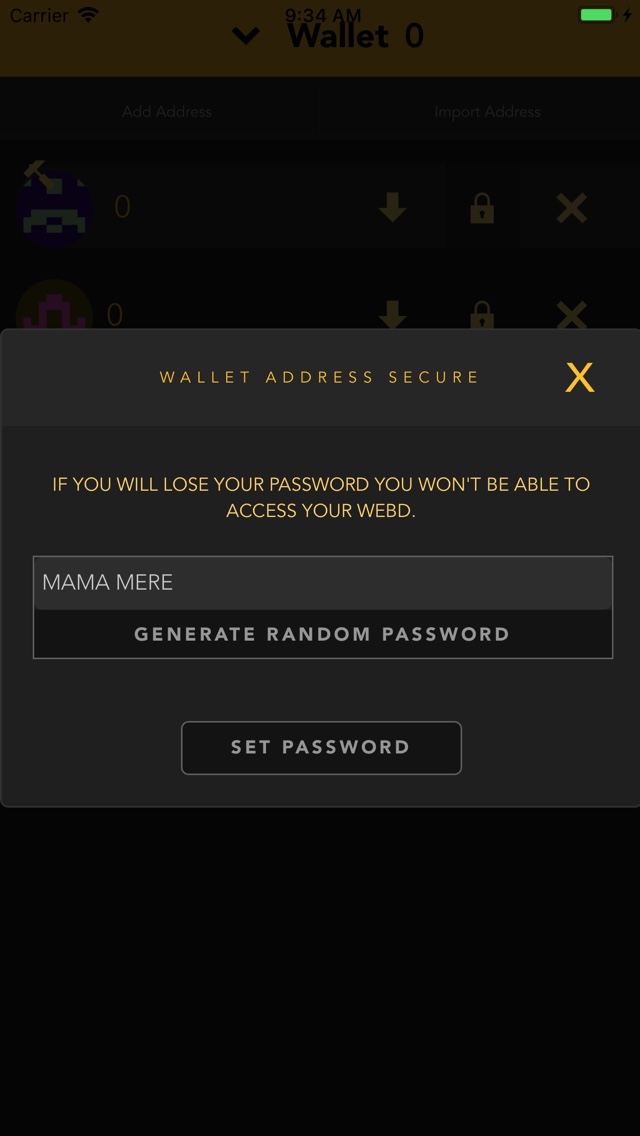 Carrier 9:34 AM
Wallet 0
Add Address Import Address
0
0
WALLET ADDRESS SECURE X
IF YOU WILL LOSE YOUR PASSWORD YOU WON'T BE ABLE TO
ACCESS YOUR WEBD.
MAMA MERE
GENERATE RANDOM PASSWORD
SET PASSWORD